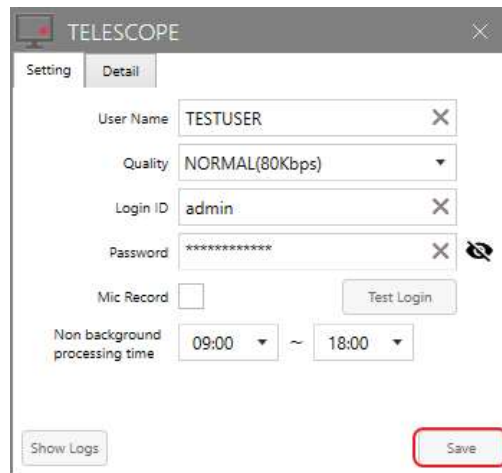 TELESCOPE
Setting Detail
User Name TESTUSER
Quality NORMAL(80Kbps)
Login ID admin
Password ************
Mic Record Test Login
Non background
processing time 09:00 ~ 18:00
Show Logs Save